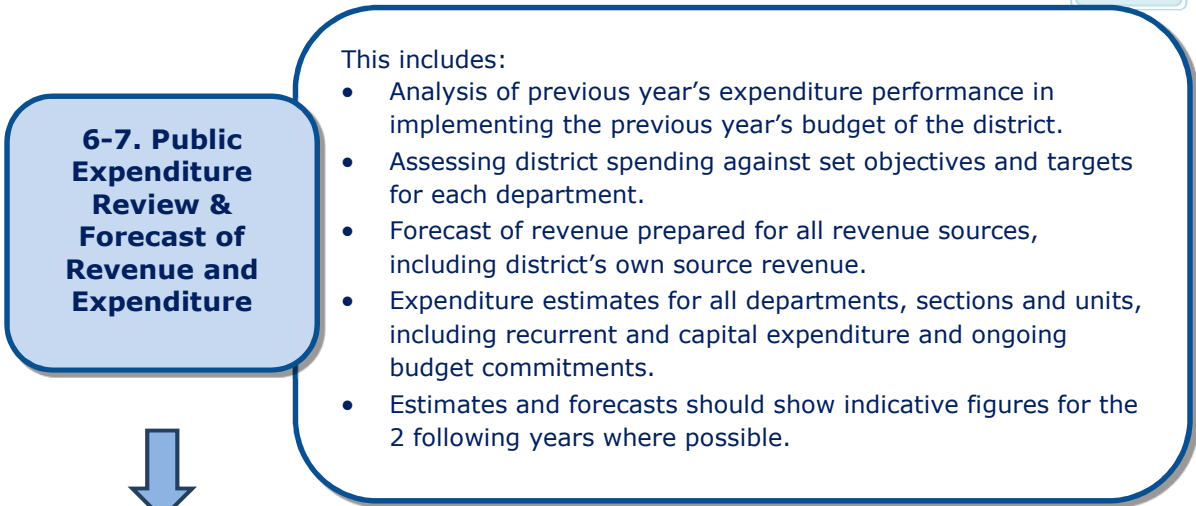 6-7. Public
Expenditure
Review &
Forecast of
Revenue and
Expenditure
This includes:
• Analysis of previous year’s expenditure performance in
implementing the previous year’s budget of the district.
• Assessing district spending against set objectives and targets
for each department.
• Forecast of revenue prepared for all revenue sources,
including district’s own source revenue.
• Expenditure estimates for all departments, sections and units,
including recurrent and capital expenditure and ongoing
budget commitments.
• Estimates and forecasts should show indicative figures for the
2 following years where possible.